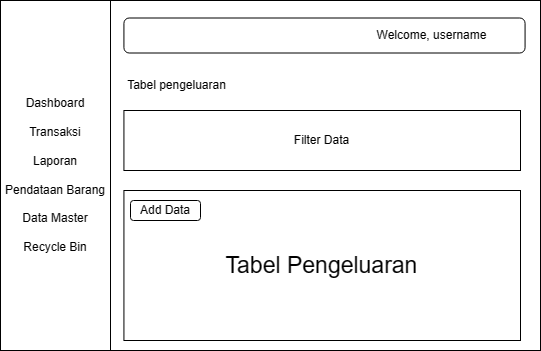 Welcome, username
Tabel pengeluaran
Dashboard
Transaksi
Laporan
Pendataan Barang
Data Master
Recycle Bin
Filter Data
Add Data
Tabel Pengeluaran